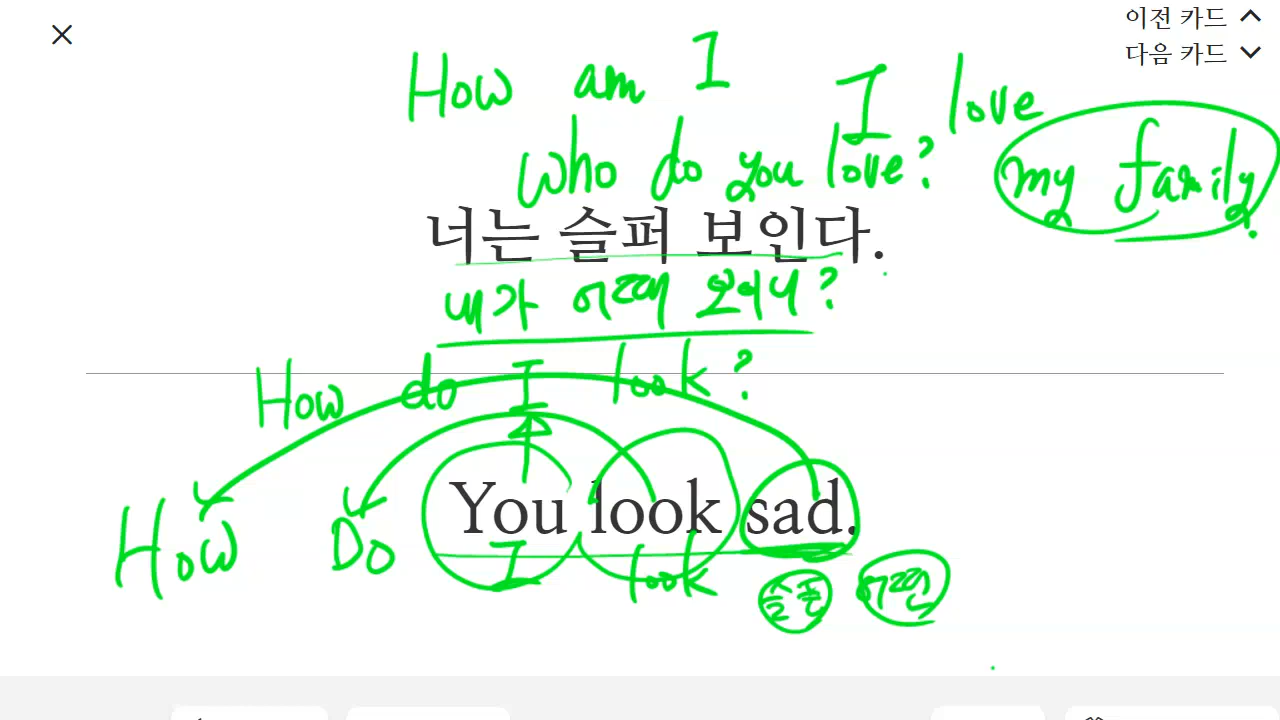 이전 카드
다음 카드
How am I
I love
who do you love?
my family.
너는 슬퍼 보인다.
내가 어때 보이니?
How do I look?
You look sad.
How Do I look
슬픈 어떤